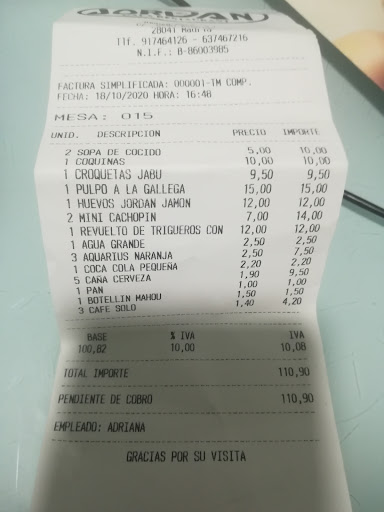 JORDAN
28041 Madrid
Tlf. 917464126 - 637467216
N.I.F.: B-86003985
FACTURA SIMPLIFICADA: 000001-TM COMP.
FECHA: 18/10/2020 HORA: 16:48
MESA: 015
UNID. DESCRIPCION PRECIO IMPORTE
2 SOPA DE COCIDO 5,00 10,00
1 COQUINAS 10,00 10,00
1 CROQUETAS JABU 9,50 9,50
1 PULPO A LA GALLEGA 15,00 15,00
1 HUEVOS JORDAN JAMON 12,00 12,00
2 MINI CACHOPIN 7,00 14,00
1 REVUELTO DE TRIGUEROS CON 12,00 12,00
1 AGUA GRANDE 2,50 2,50
3 AQUARIUS NARANJA 2,50 7,50
1 COCA COLA PEQUEÑA 2,20 2,20
5 CAÑA CERVEZA 1,90 9,50
1 PAN 1,00 1,00
1 BOTELLIN MAHOU 1,50 1,50
3 CAFE SOLO 1,40 4,20
BASE % IVA IVA
100,82 10,00 10,08
TOTAL IMPORTE 110,90
PENDIENTE DE COBRO 110,90
EMPLEADO: ADRIANA
GRACIAS POR SU VISITA